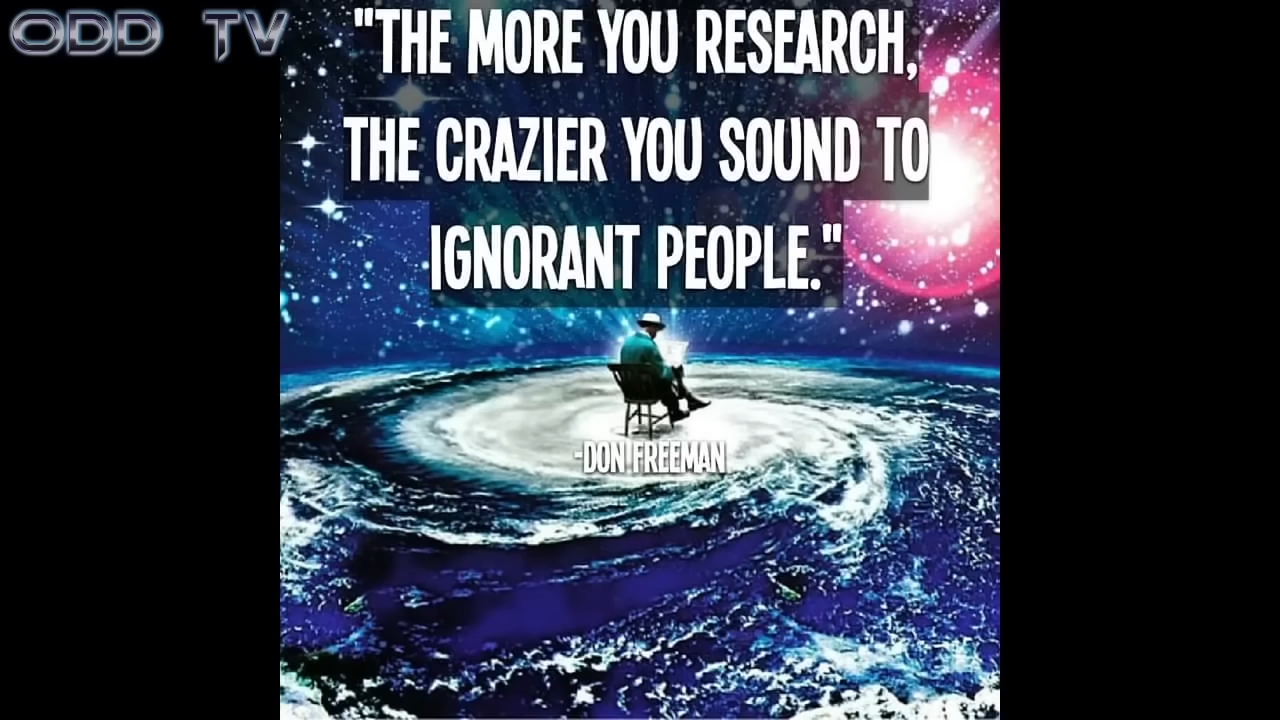 ODD TV
"THE MORE YOU RESEARCH,
THE CRAZIER YOU SOUND TO
IGNORANT PEOPLE."
-DON FREEMAN